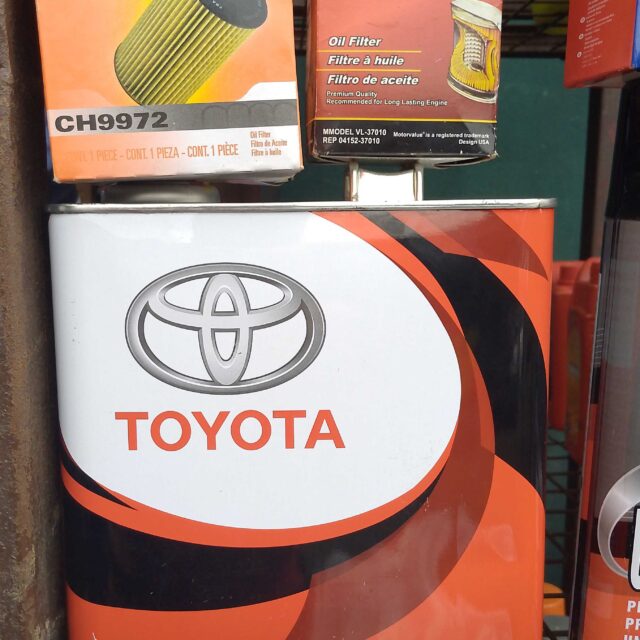 CH9972
1 PIECE - CONT. 1 PIEZA - CONT. 1 PIÈCE
Oil Filter
Filtro de Aceite
Filtre à huile
Oil Filter
Filtre à huile
Filtro de aceite
Premium Quality
Recommended for Long Lasting Engine
MMODEL VL-37010
REP 04152-37010
Motorvalue® is a registered trademark
Design USA
TOYOTA